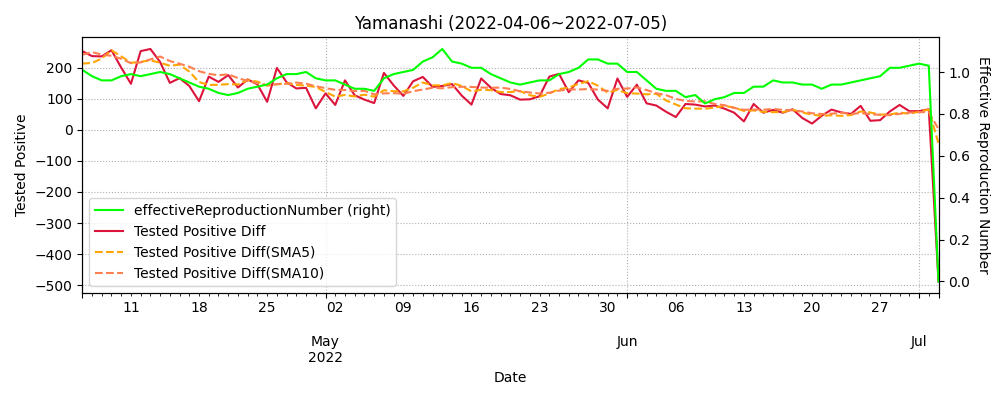 Yamanashi (2022-04-06~2022-07-05)
Tested Positive
200
100
0
−100
−200
−300
−400
−500
1.0
0.8
0.6
0.4
0.2
0.0
Effective Reproduction Number
effectiveReproductionNumber (right)
Tested Positive Diff
Tested Positive Diff(SMA5)
Tested Positive Diff(SMA10)
11 18 25 02 09 16 23 30 06 13 20 27
May Jun Jul
2022
Date